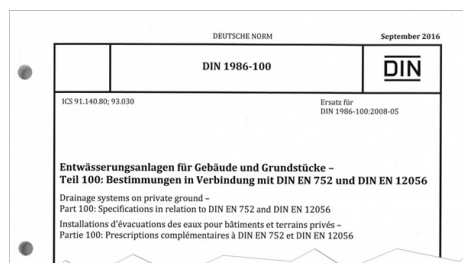 DEUTSCHE NORM
September 2016
DIN 1986-100
DIN
ICS 91.140.80; 93.030
Ersatz für
DIN 1986-100:2008-05
Entwässerungsanlagen für Gebäude und Grundstücke –
Teil 100: Bestimmungen in Verbindung mit DIN EN 752 und DIN EN 12056
Drainage systems on private ground –
Part 100: Specifications in relation to DIN EN 752 and DIN EN 12056
Installations d'évacuations des eaux pour bâtiments et terrains privés –
Partie 100: Prescriptions complémentaires à DIN EN 752 et DIN EN 12056